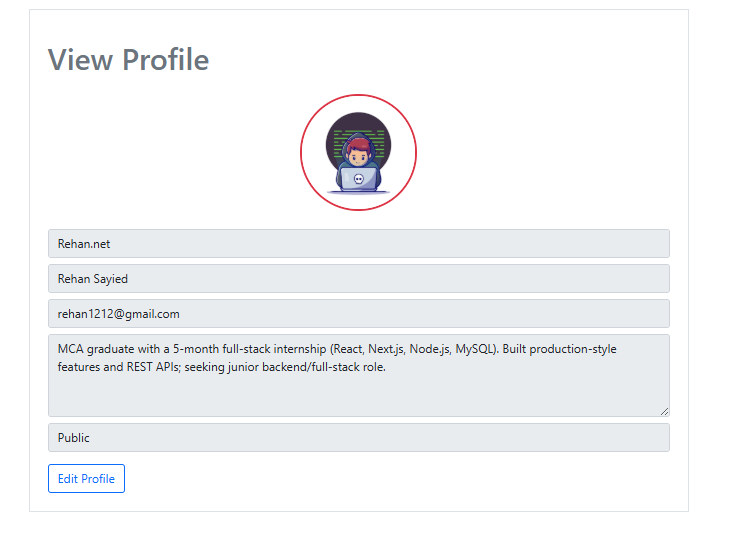 View Profile
Rehan.net
Rehan Sayied
rehan1212@gmail.com
MCA graduate with a 5-month full-stack internship (React, Next.js, Node.js, MySQL). Built production-style
features and REST APIs; seeking junior backend/full-stack role.
Public
Edit Profile